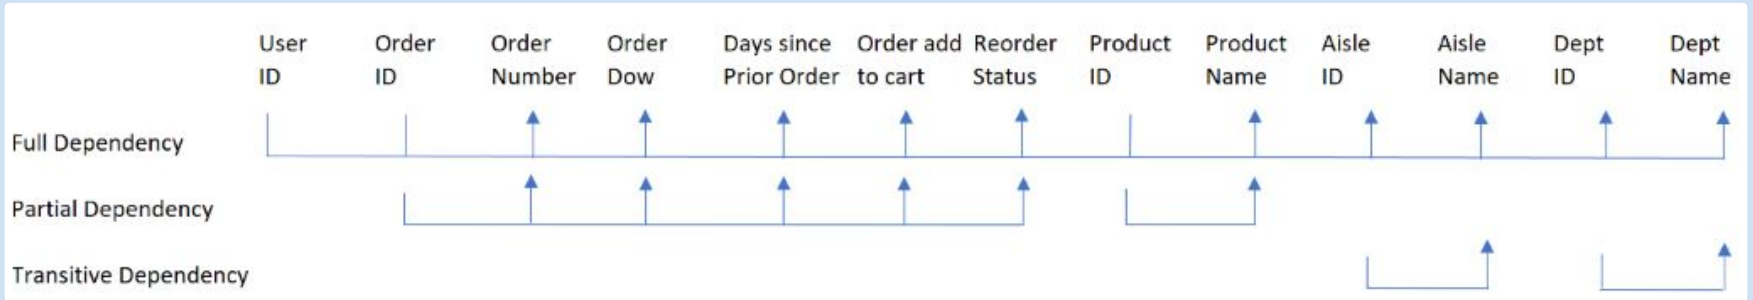 User Order Order Order Days since Order add Reorder Product Product Aisle Aisle Dept Dept
ID ID Number Dow Prior Order to cart Status ID Name ID Name ID Name
Full Dependency
Partial Dependency
Transitive Dependency